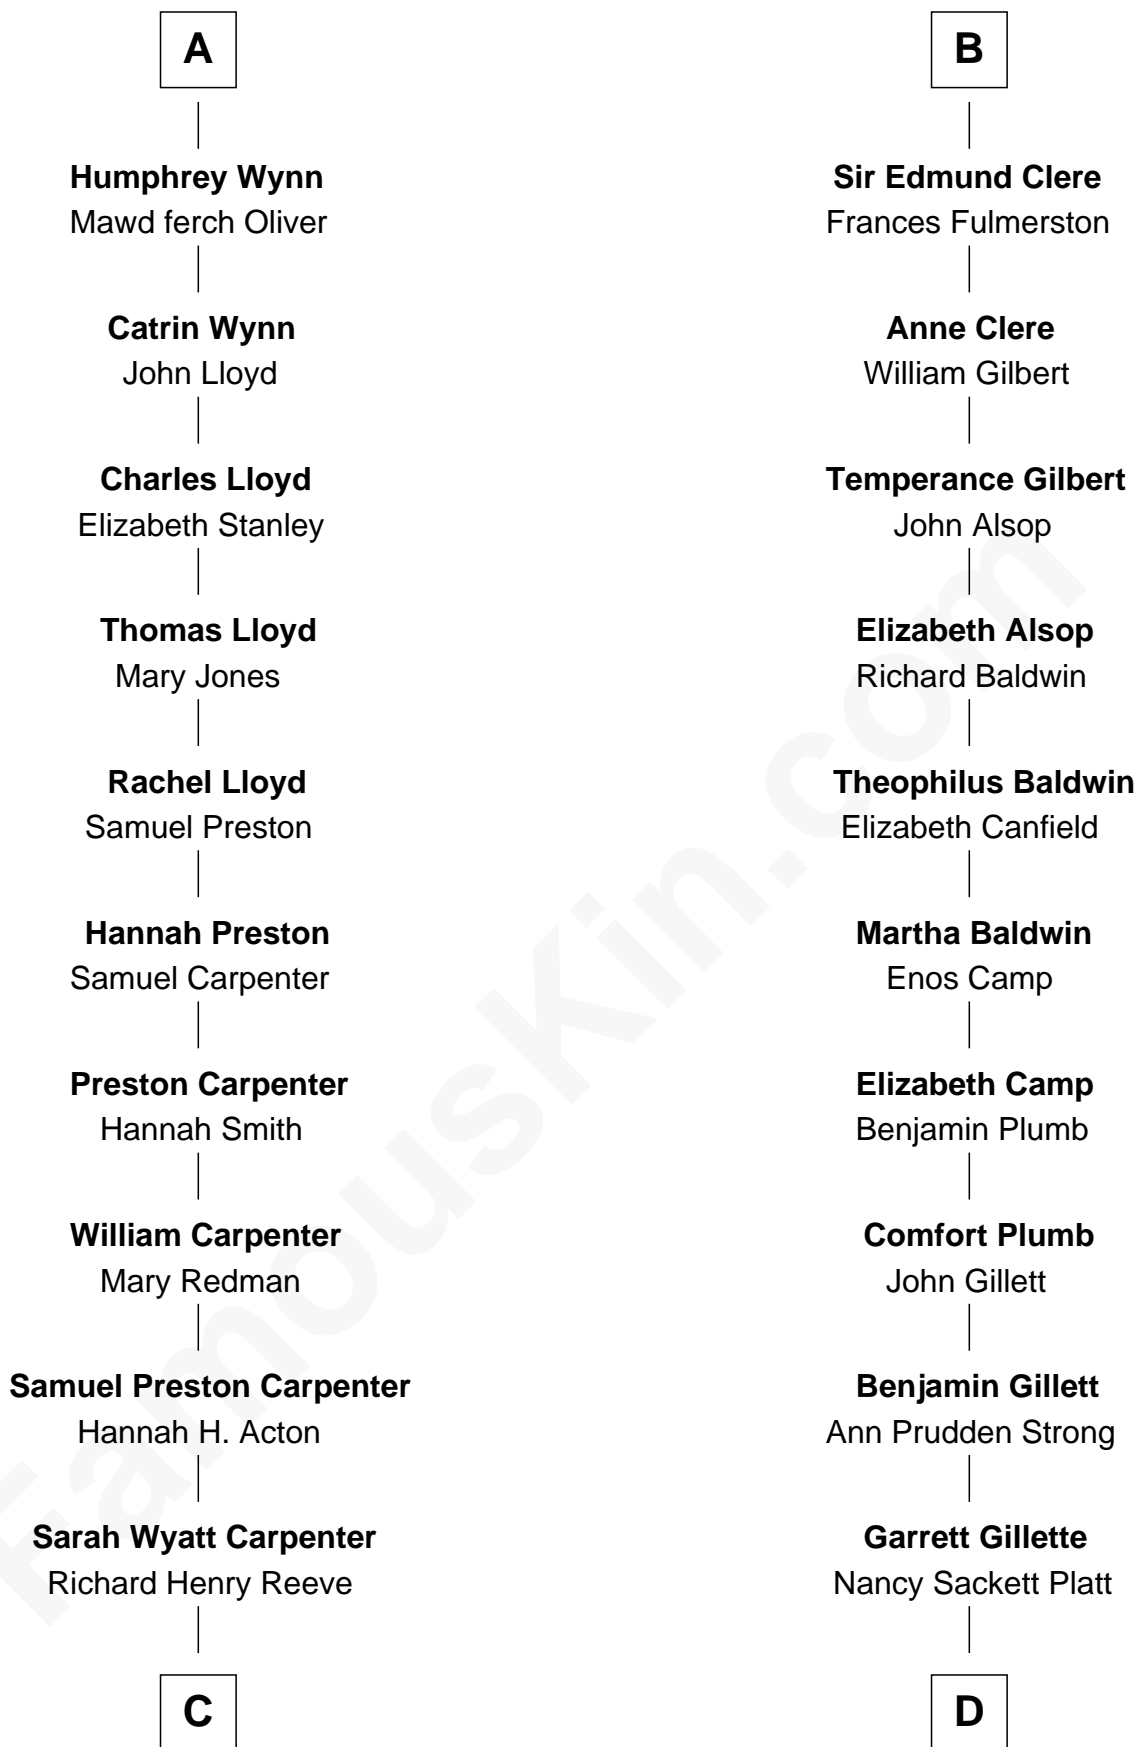 A
Humphrey Wynn
Mawd ferch Oliver
Catrin Wynn
John Lloyd
Charles Lloyd
Elizabeth Stanley
Thomas Lloyd
Mary Jones
Rachel Lloyd
Samuel Preston
Hannah Preston
Samuel Carpenter
Preston Carpenter
Hannah Smith
William Carpenter
Mary Redman
Samuel Preston Carpenter
Hannah H. Acton
Sarah Wyatt Carpenter
Richard Henry Reeve
C
B
Sir Edmund Clere
Frances Fulmerston
Anne Clere
William Gilbert
Temperance Gilbert
John Alsop
Elizabeth Alsop
Richard Baldwin
Theophilus Baldwin
Elizabeth Canfield
Martha Baldwin
Enos Camp
Elizabeth Camp
Benjamin Plumb
Comfort Plumb
John Gillett
Benjamin Gillett
Ann Prudden Strong
Garrett Gillette
Nancy Sackett Platt
D
FamousKin.com